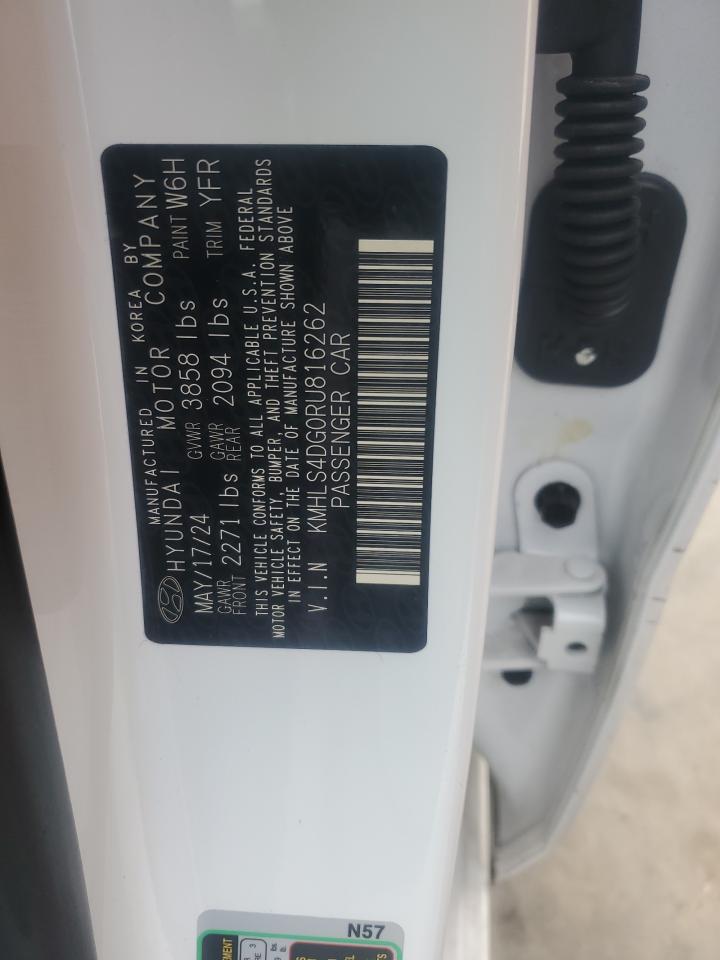 MANUFACTURED IN KOREA BY
HYUNDAI MOTOR COMPANY
MAY/17/24 GVWR 3858 lbs PAINT W6H
GAWR FRONT 2271 lbs GAWR REAR 2094 lbs TRIM YFR
THIS VEHICLE CONFORMS TO ALL APPLICABLE U.S.A. FEDERAL
MOTOR VEHICLE SAFETY, BUMPER, AND THEFT PREVENTION STANDARDS
IN EFFECT ON THE DATE OF MANUFACTURE SHOWN ABOVE
V.I.N KMHLS4DG0RU816262
PASSENGER CAR
N57